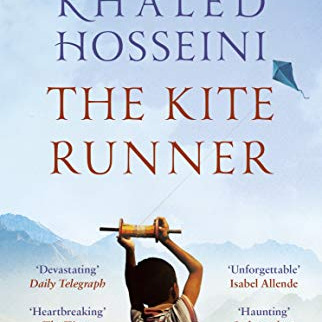 KHALED
HOSSEINI
THE KITE
RUNNER
‘Devastating’
Daily Telegraph
‘Unforgettable’
Isabel Allende
‘Heartbreaking’
‘Haunting’